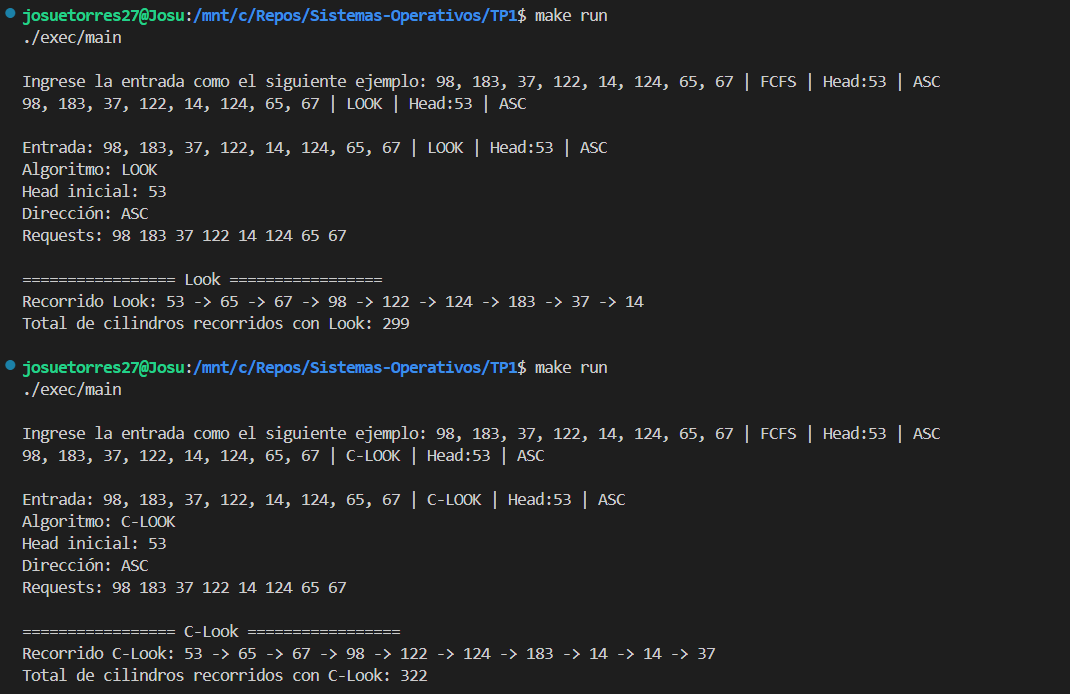 josuetorres27@Josu:/mnt/c/Repos/Sistemas-Operativos/TP1$ make run
./exec/main
Ingrese la entrada como el siguiente ejemplo: 98, 183, 37, 122, 14, 124, 65, 67 | FCFS | Head:53 | ASC
98, 183, 37, 122, 14, 124, 65, 67 | LOOK | Head:53 | ASC
Entrada: 98, 183, 37, 122, 14, 124, 65, 67 | LOOK | Head:53 | ASC
Algoritmo: LOOK
Head inicial: 53
Dirección: ASC
Requests: 98 183 37 122 14 124 65 67
================= Look =================
Recorrido Look: 53 -> 65 -> 67 -> 98 -> 122 -> 124 -> 183 -> 37 -> 14
Total de cilindros recorridos con Look: 299
josuetorres27@Josu:/mnt/c/Repos/Sistemas-Operativos/TP1$ make run
./exec/main
Ingrese la entrada como el siguiente ejemplo: 98, 183, 37, 122, 14, 124, 65, 67 | FCFS | Head:53 | ASC
98, 183, 37, 122, 14, 124, 65, 67 | C-LOOK | Head:53 | ASC
Entrada: 98, 183, 37, 122, 14, 124, 65, 67 | C-LOOK | Head:53 | ASC
Algoritmo: C-LOOK
Head inicial: 53
Dirección: ASC
Requests: 98 183 37 122 14 124 65 67
================= C-Look =================
Recorrido C-Look: 53 -> 65 -> 67 -> 98 -> 122 -> 124 -> 183 -> 14 -> 14 -> 37
Total de cilindros recorridos con C-Look: 322